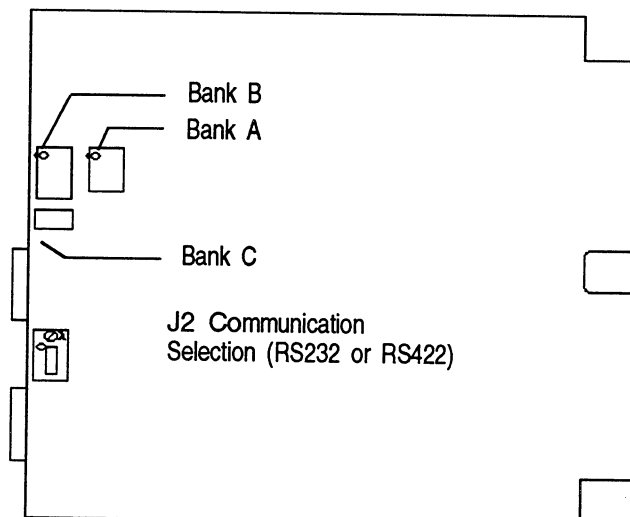 Bank B
Bank A
Bank C
J2 Communication
Selection (RS232 or RS422)